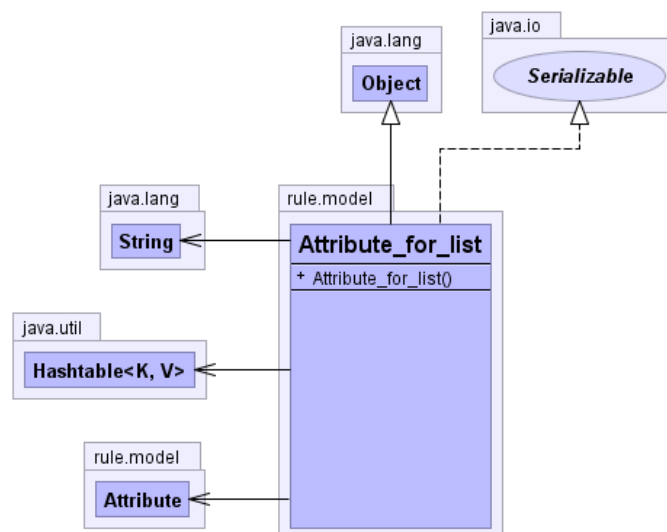 java.lang
Object
java.io
Serializable
java.lang
String
rule.model
Attribute_for_list
+ Attribute_for_list()
java.util
Hashtable<K, V>
rule.model
Attribute